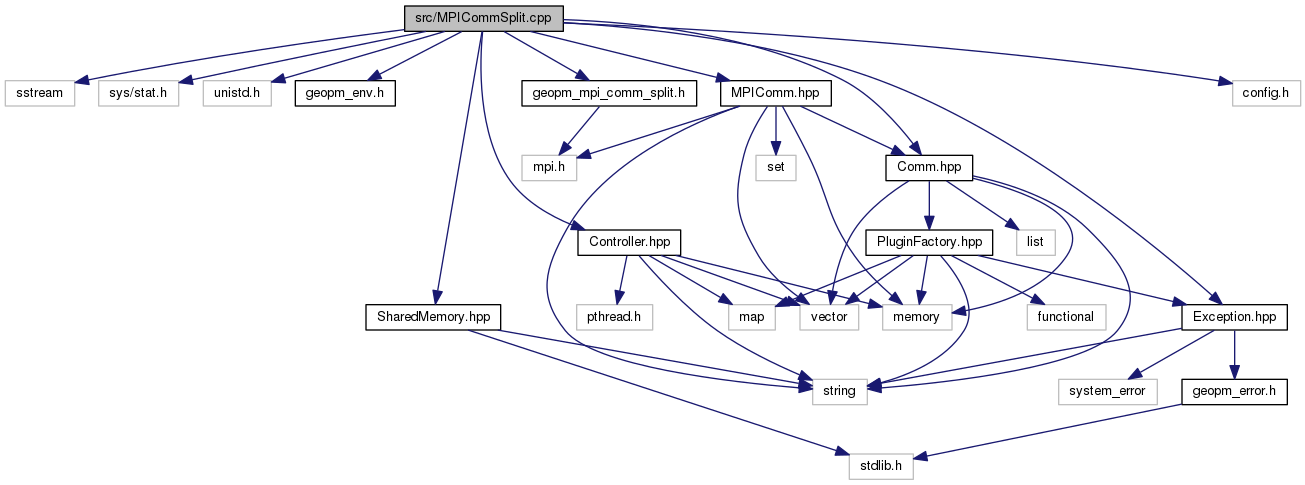 src/MPICommSplit.cpp
sstream
sys/stat.h
unistd.h
geopm_env.h
geopm_mpi_comm_split.h
MPIComm.hpp
config.h
mpi.h
set
Comm.hpp
Controller.hpp
PluginFactory.hpp
list
SharedMemory.hpp
pthread.h
map
vector
memory
functional
Exception.hpp
string
system_error
geopm_error.h
stdlib.h